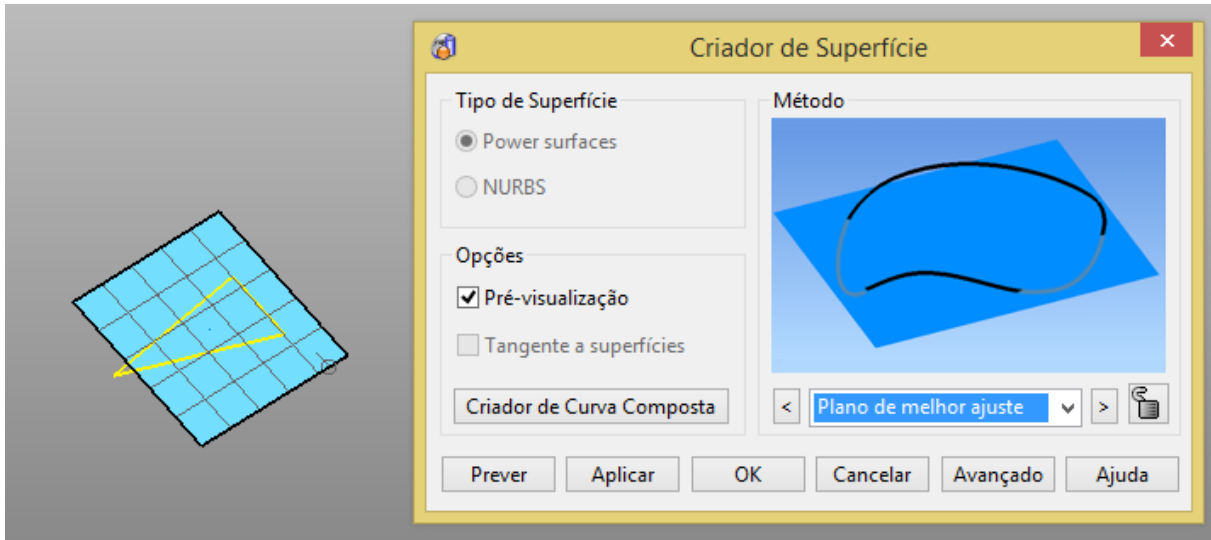 Criador de Superfície
Tipo de Superfície
Power surfaces
NURBS
Opções
Pré-visualização
Tangente a superfícies
Criador de Curva Composta
Método
< Plano de melhor ajuste >
Prever Aplicar OK Cancelar Avançado Ajuda